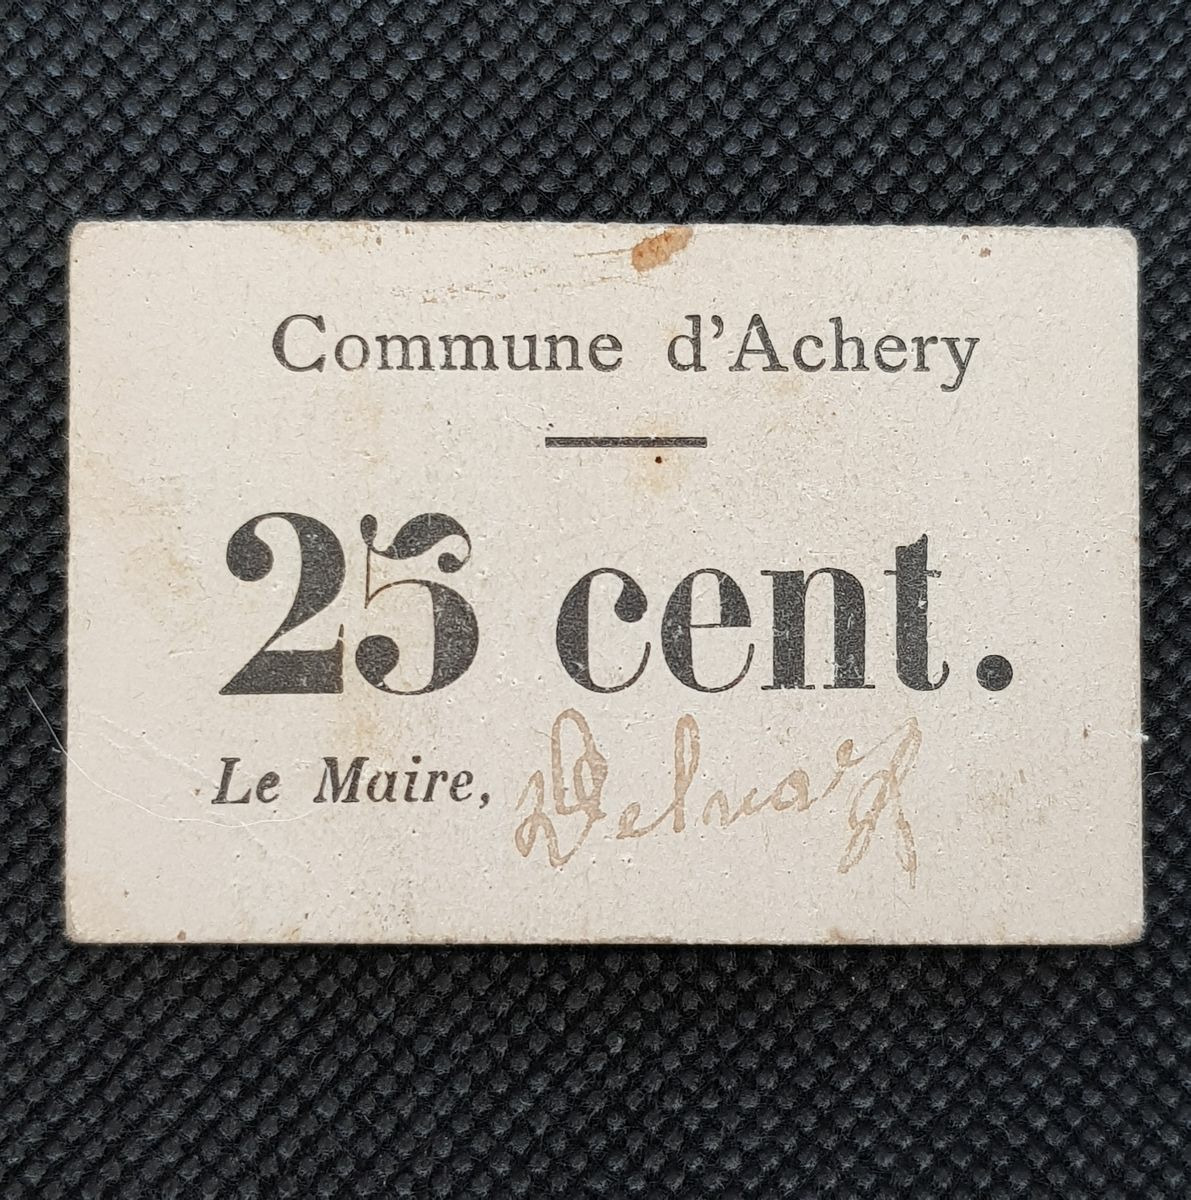 Commune d'Achery
25 cent.
Le Maire,